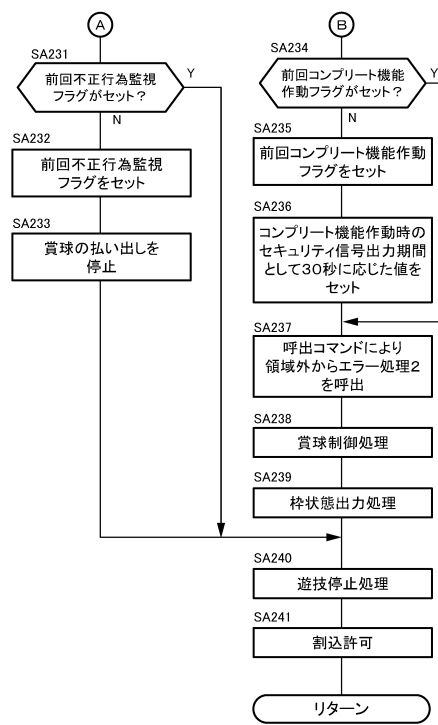 A
SA231
前回不正行為監視
フラグがセット?
Y
N
SA232
前回不正行為監視
フラグをセット
SA233
賞球の払い出しを
停止
B
SA234
前回コンプリート機能
作動フラグがセット?
Y
N
SA235
前回コンプリート機能作動
フラグをセット
SA236
コンプリート機能作動時の
セキュリティ信号出力期間
として30秒に応じた値を
セット
SA237
呼出コマンドにより
領域外からエラー処理2
を呼出
SA238
賞球制御処理
SA239
枠状態出力処理
SA240
遊技停止処理
SA241
割込許可
リターン